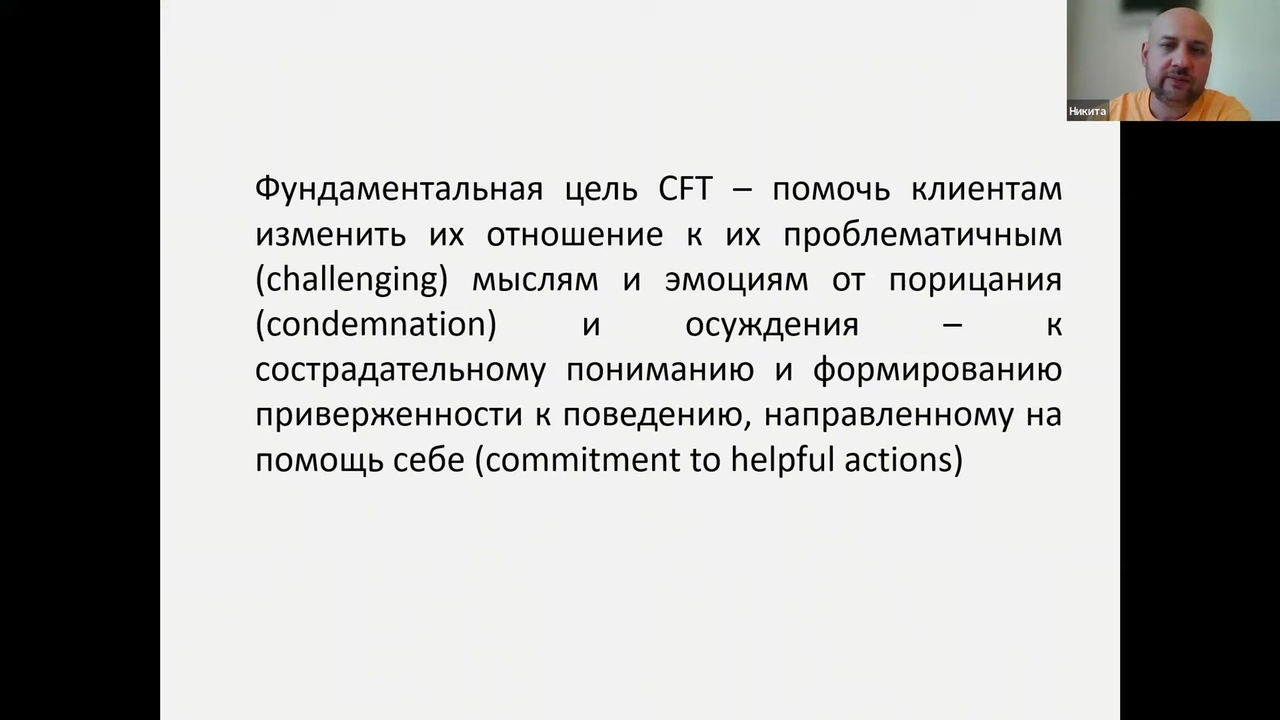 Никита
Фундаментальная цель CFT – помочь клиентам
изменить их отношение к их проблематичным
(challenging) мыслям и эмоциям от порицания
(condemnation) и осуждения – к
сострадательному пониманию и формированию
приверженности к поведению, направленному на
помощь себе (commitment to helpful actions)